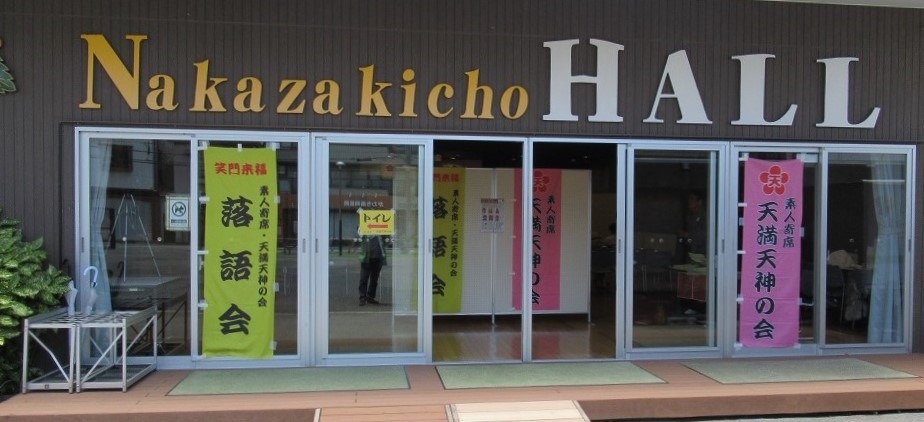 Nakazakicho HALL
笑門来福
素人寄席・天満天神の会
落語会
トイレ
笑門来福
素人寄席・天満天神の会
落語会
素人寄席
天満天神の会
天
素人寄席
天満天神の会